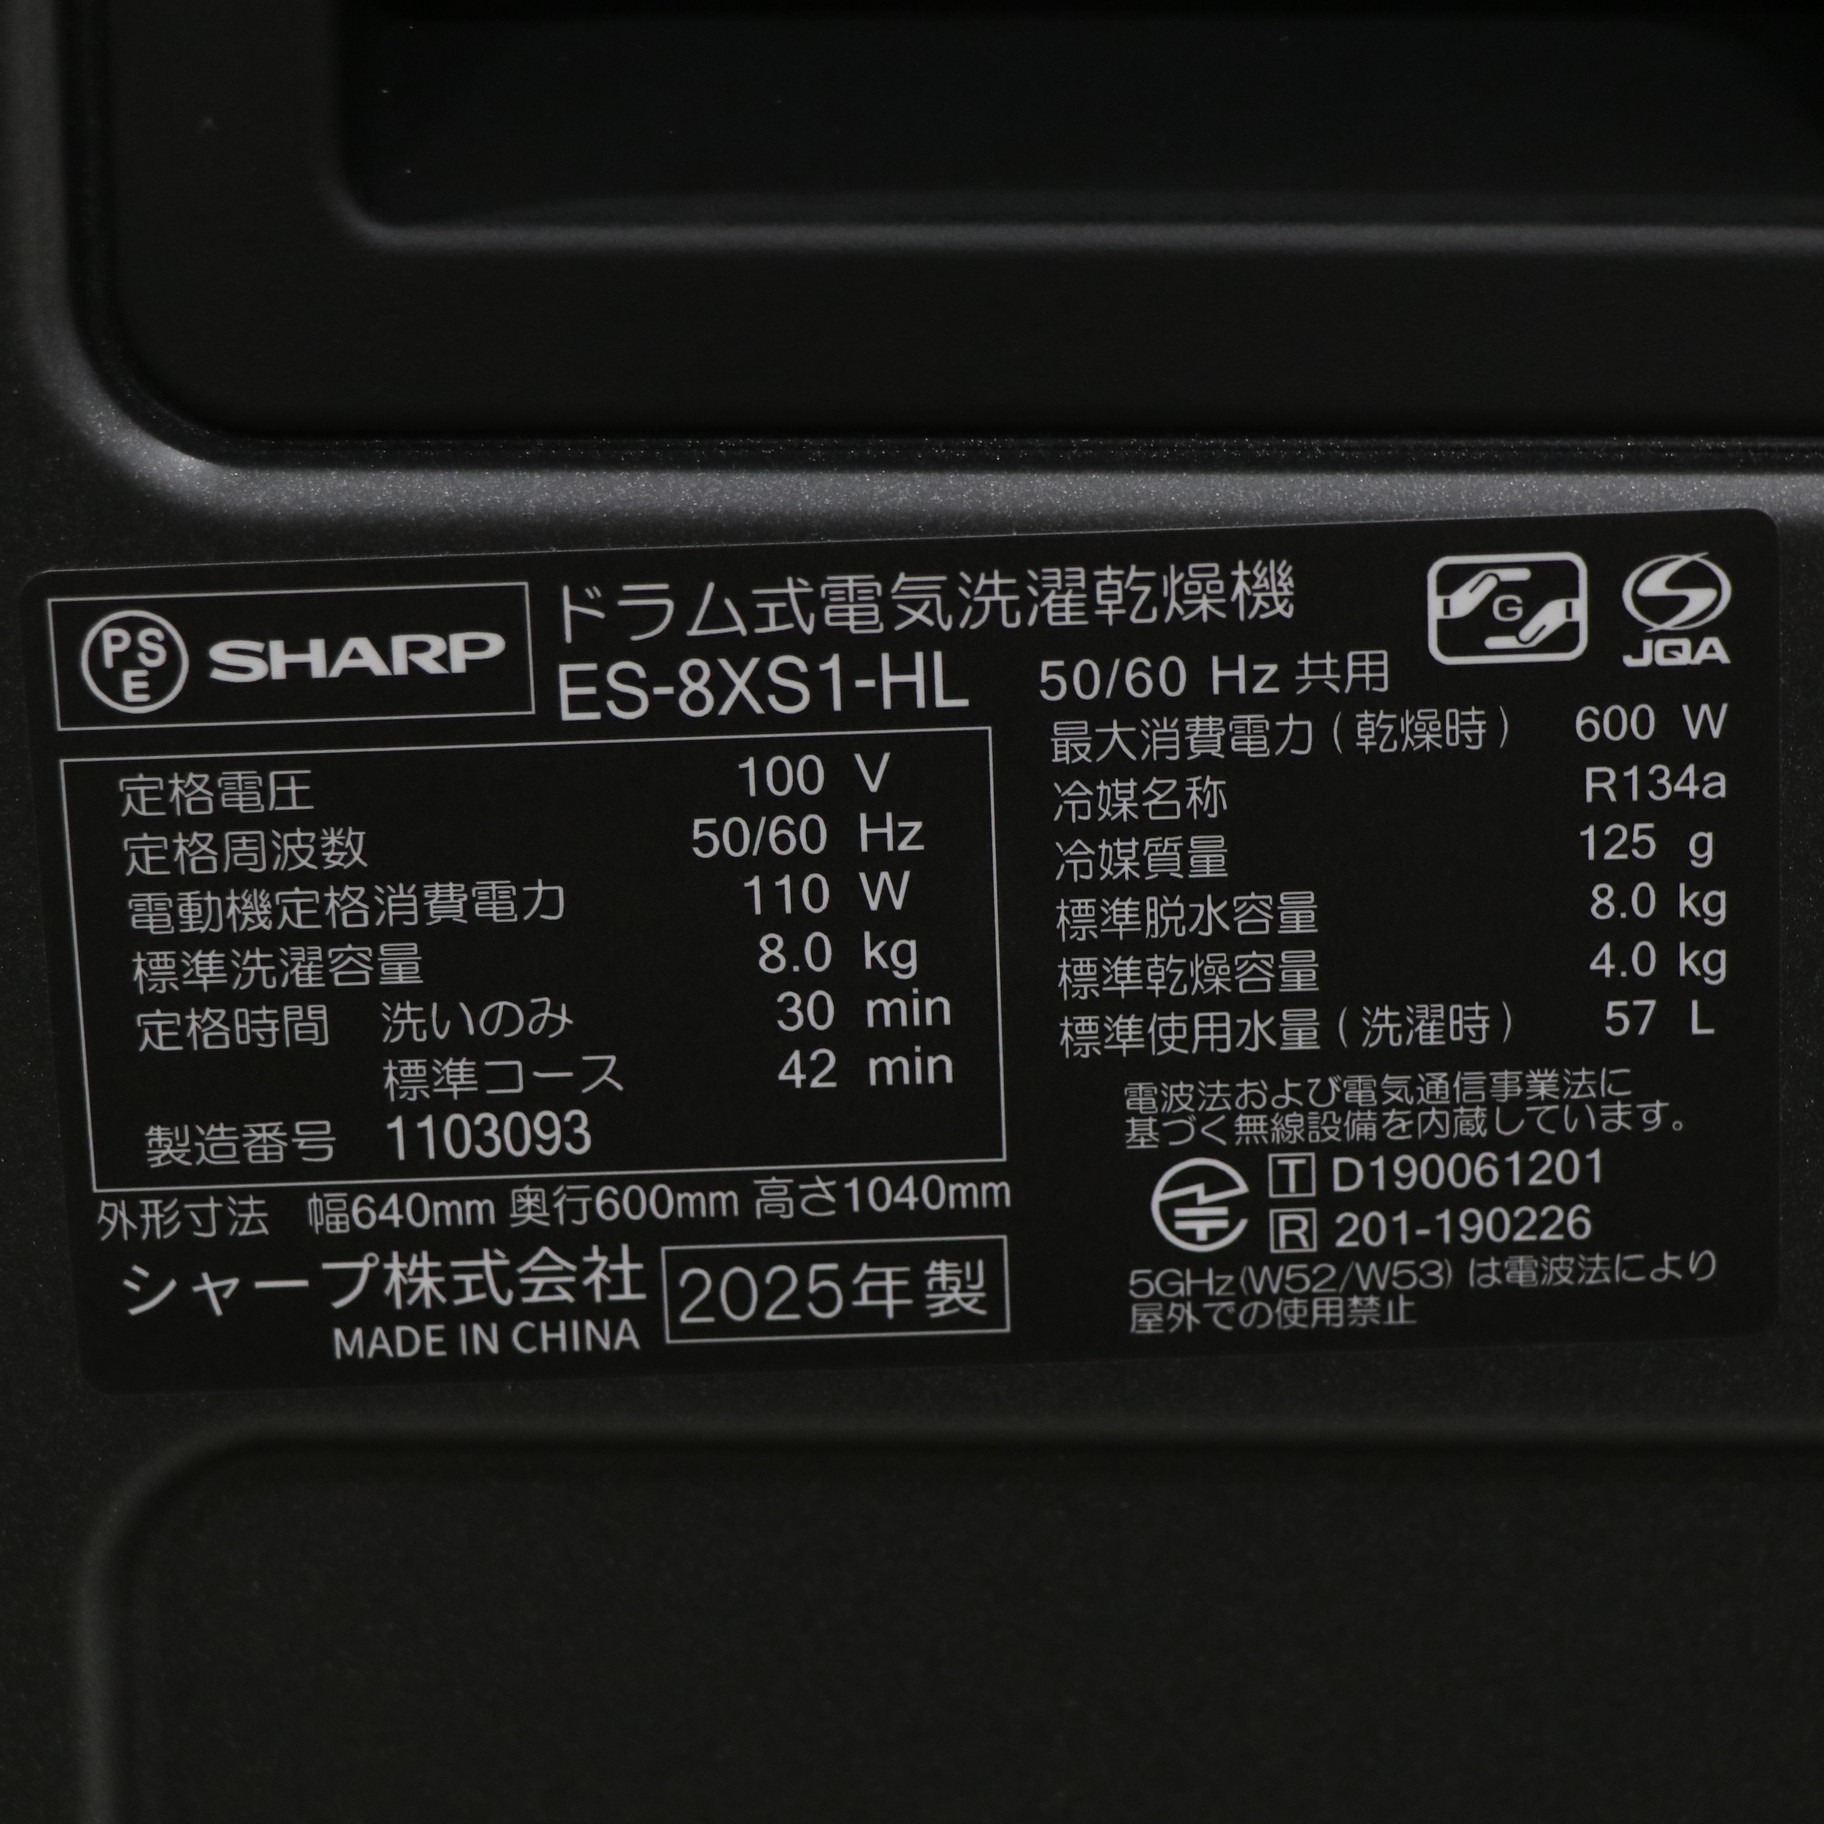 PS
E
SHARP
ドラム式電気洗濯乾燥機
ES-8XS1-HL
G
JQA
定格電圧 100 V
定格周波数 50/60 Hz
電動機定格消費電力 110 W
標準洗濯容量 8.0 kg
定格時間 洗いのみ 30 min
標準コース 42 min
製造番号 1103093
外形寸法 幅640mm 奥行600mm 高さ1040mm
シャープ株式会社
MADE IN CHINA
2025年製
50/60 Hz 共用
最大消費電力(乾燥時) 600 W
冷媒名称 R134a
冷媒質量 125 g
標準脱水容量 8.0 kg
標準乾燥容量 4.0 kg
標準使用水量(洗濯時) 57 L
電波法および電気通信事業法に
基づく無線設備を内蔵しています。
T D190061201
R 201-190226
5GHz(W52/W53)は電波法により
屋外での使用禁止